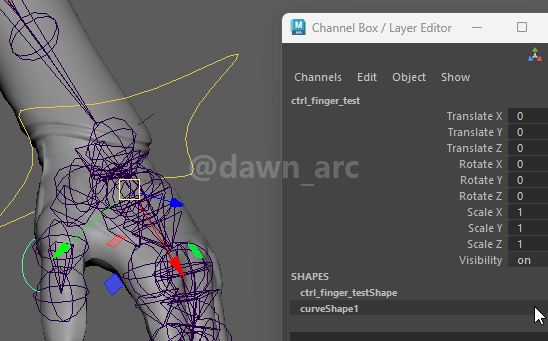 M
Channel Box / Layer Editor
Channels Edit Object Show
ctrl_finger_test
Translate X 0
Translate Y 0
Translate Z 0
Rotate X 0
Rotate Y 0
Rotate Z 0
Scale X 1
Scale Y 1
Scale Z 1
Visibility on
SHAPES
ctrl_finger_testShape
curveShape1
@dawn_arc